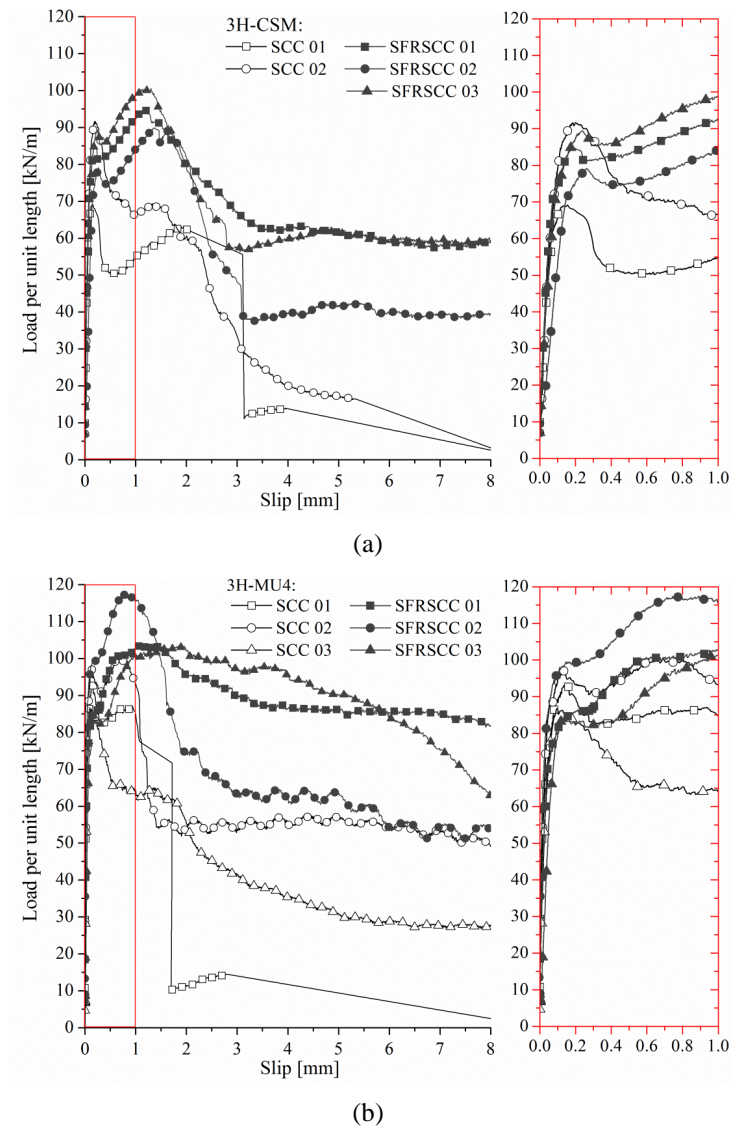 3H-CSM:
SCC 01 SFRSCC 01
SCC 02 SFRSCC 02
SFRSCC 03
Load per unit length [kN/m]
120
110
100
90
80
70
60
50
40
30
20
10
0
0 1 2 3 4 5 6 7 8
Slip [mm]
120
110
100
90
80
70
60
50
40
30
20
10
0
0.0 0.2 0.4 0.6 0.8 1.0
(a)
3H-MU4:
SCC 01 SFRSCC 01
SCC 02 SFRSCC 02
SCC 03 SFRSCC 03
Load per unit length [kN/m]
120
110
100
90
80
70
60
50
40
30
20
10
0
0 1 2 3 4 5 6 7 8
Slip [mm]
120
110
100
90
80
70
60
50
40
30
20
10
0
0.0 0.2 0.4 0.6 0.8 1.0
(b)